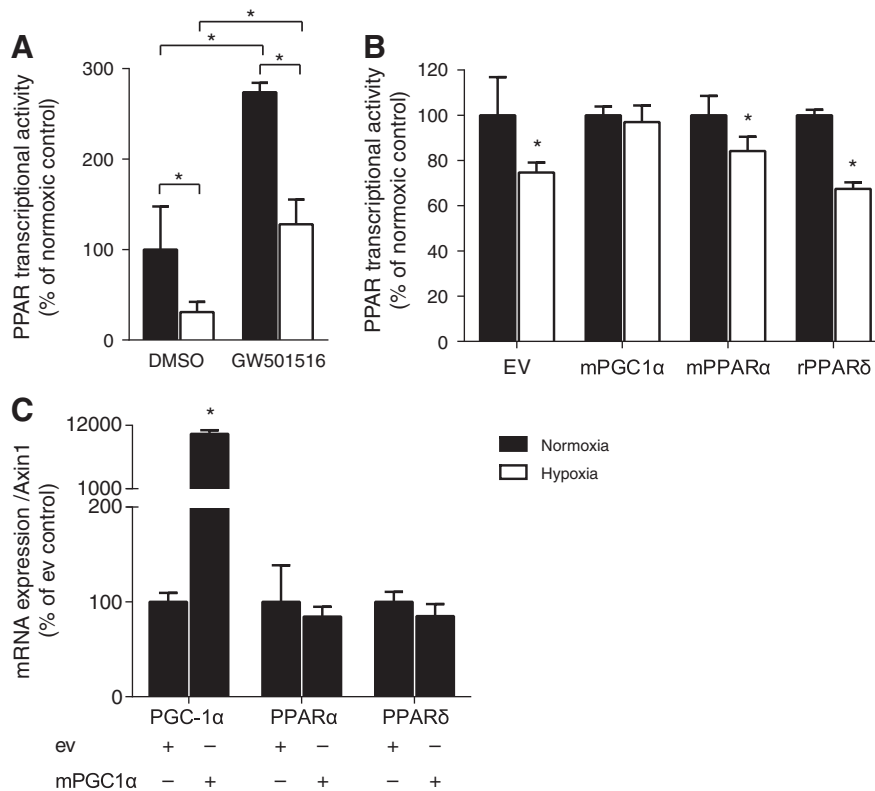 A
PPAR transcriptional activity
(% of normoxic control)
300
200
100
0
* * * *
DMSO GW501516
B
PPAR transcriptional activity
(% of normoxic control)
120
100
80
60
40
20
0
* * *
EV mPGC1α mPPARα rPPARδ
C
mRNA expression /Axin1
(% of ev control)
12000
1000
200
100
0
*
PGC-1α PPARα PPARδ
ev + − + − + −
mPGC1α − + − + − +
Normoxia
Hypoxia